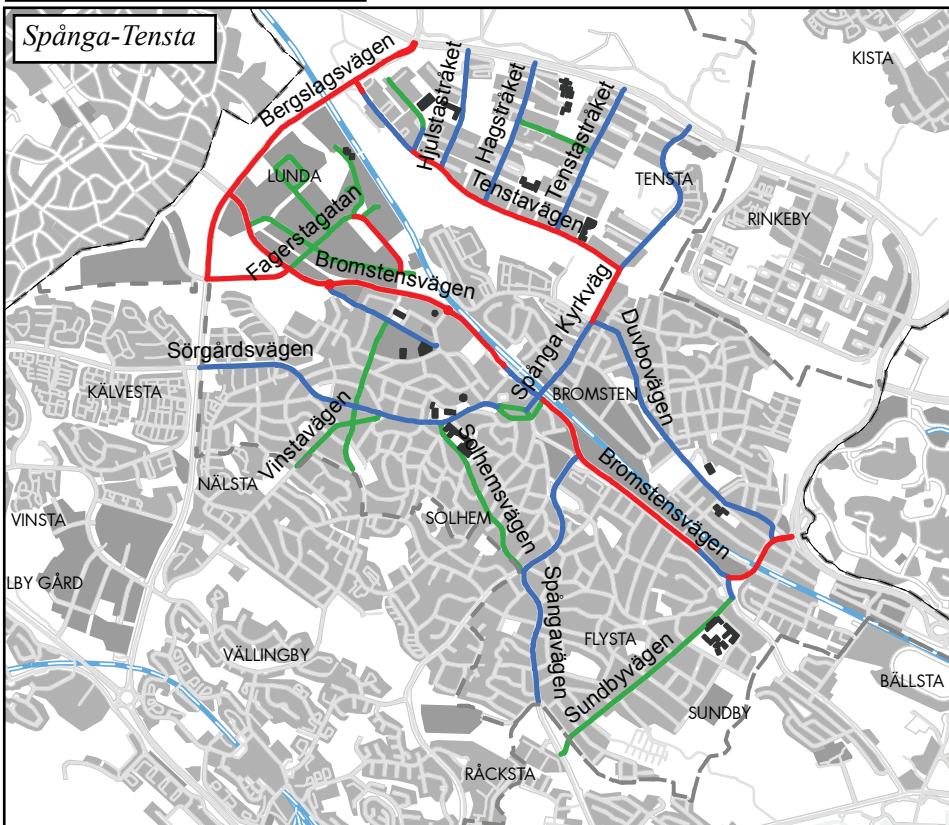 Spånga-Tensta
KISTA
Bergslagsvägen
Hjulstastråket
Hagstråket
Tenstastråket
LUNDA
TENSTA
Tenstavägen
RINKEBY
Fagerstagatan
Bromstensvägen
Spånga Kyrkväg
Duvbovägen
Sörgårdsvägen
KÄLVESTA
BROMSTEN
Vinstavägen
Solhemsvägen
NÄLSTA
Bromstensvägen
VINSTA
SOLHEM
LBY GÅRD
Spångavägen
FLYSTA
VÄLLINGBY
Sundbyvägen
BÄLLSTA
SUNDBY
RÅCKSTA